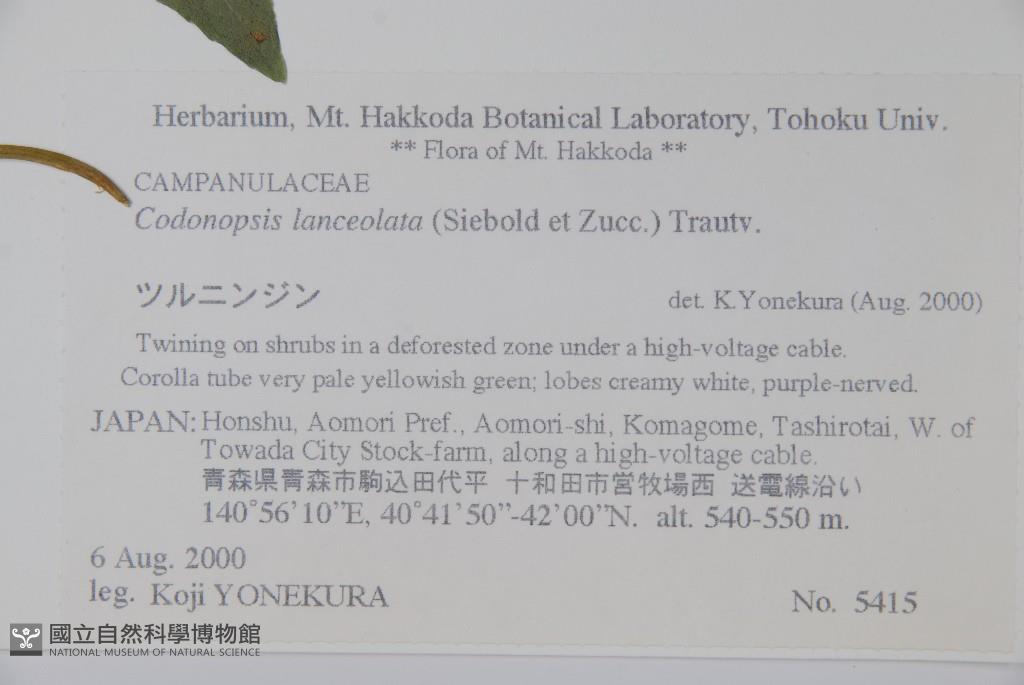 Herbarium, Mt. Hakkoda Botanical Laboratory, Tohoku Univ.
** Flora of Mt. Hakkoda **
CAMPANULACEAE
Codonopsis lanceolata (Siebold et Zucc.) Trautv.
ツルニンジン det. K.Yonekura (Aug. 2000)
Twining on shrubs in a deforested zone under a high-voltage cable.
Corolla tube very pale yellowish green; lobes creamy white, purple-nerved.
JAPAN: Honshu, Aomori Pref., Aomori-shi, Komagome, Tashirotai, W. of
Towada City Stock-farm, along a high-voltage cable.
青森県青森市駒込田代平 十和田市営牧場西 送電線沿い
140˚56’10”E, 40˚41’50”-42’00”N. alt. 540-550 m.
6 Aug. 2000
leg. Koji YONEKURA No. 5415
國立自然科學博物館
NATIONAL MUSEUM OF NATURAL SCIENCE